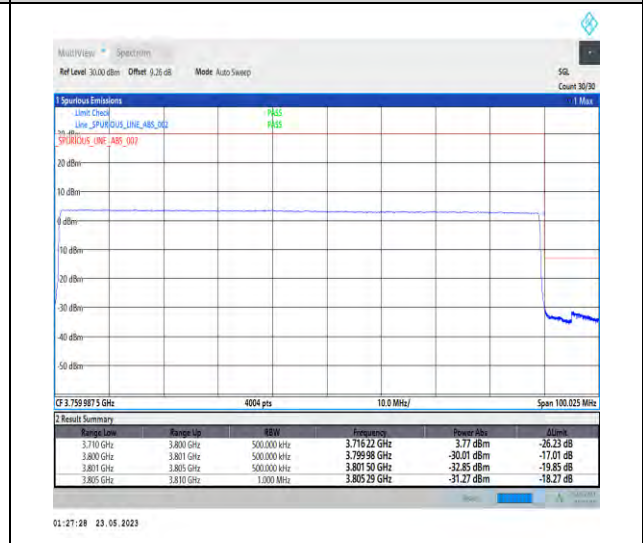 MultiView Spectrum
Ref Level 30.00 dBm Offset 9.26 dB Mode Auto Sweep SGL
Count 30/30
1 Spurious Emissions 1 Max
Limit Check PASS
Line _SPURIOUS_LINE_ABS_002 PASS
30 dBm
_SPURIOUS_LINE_ABS_002
20 dBm
10 dBm
0 dBm
-10 dBm
-20 dBm
-30 dBm
-40 dBm
-50 dBm
CF 3.759 987 5 GHz 4004 pts 10.0 MHz/ Span 100.025 MHz
2 Result Summary
Range Low Range Up RBW Frequency Power Abs ΔLimit
3.710 GHz 3.800 GHz 500.000 kHz 3.716 22 GHz 3.77 dBm -26.23 dB
3.800 GHz 3.801 GHz 500.000 kHz 3.799 98 GHz -30.01 dBm -17.01 dB
3.801 GHz 3.805 GHz 500.000 kHz 3.801 50 GHz -32.85 dBm -19.85 dB
3.805 GHz 3.810 GHz 1.000 MHz 3.805 29 GHz -31.27 dBm -18.27 dB
01:27:28 23.05.2023